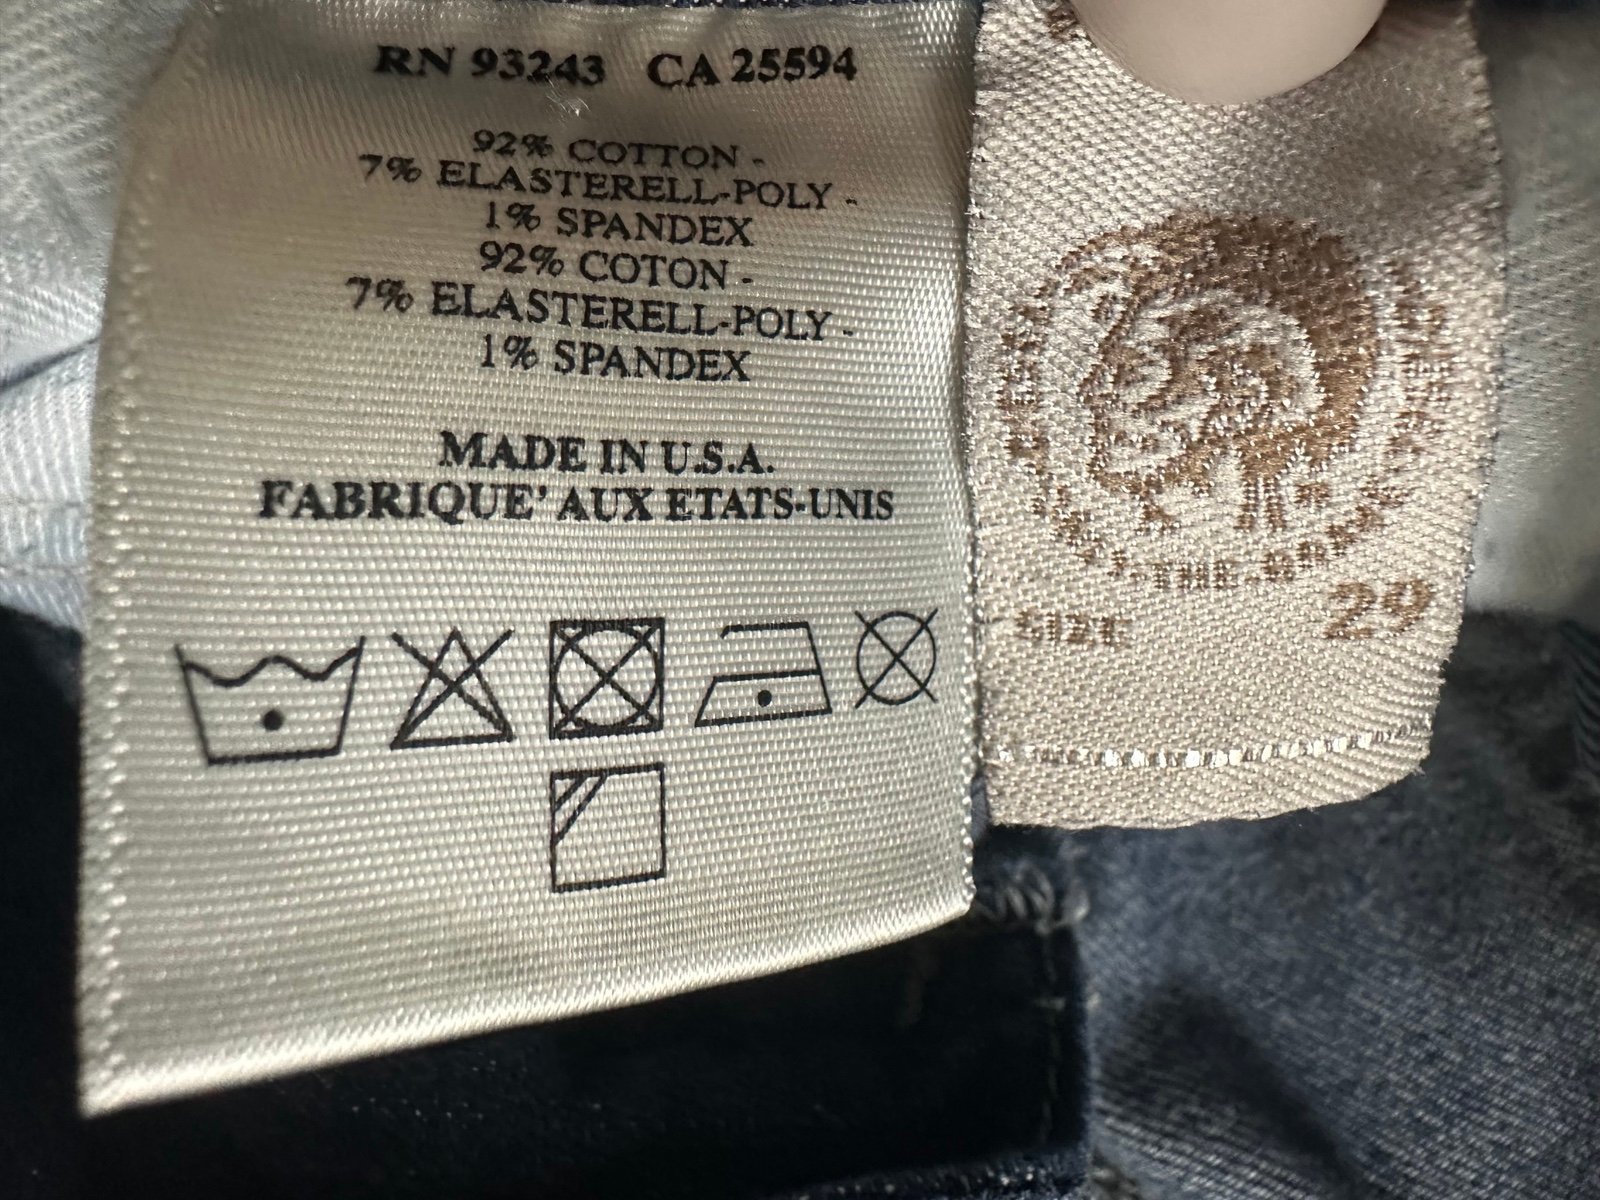 RN 93243 CA 25594
92% COTTON -
7% ELASTERELL-POLY -
1% SPANDEX
92% COTON -
7% ELASTERELL-POLY -
1% SPANDEX
MADE IN U.S.A.
FABRIQUE' AUX ETATS-UNIS
SIZE 29